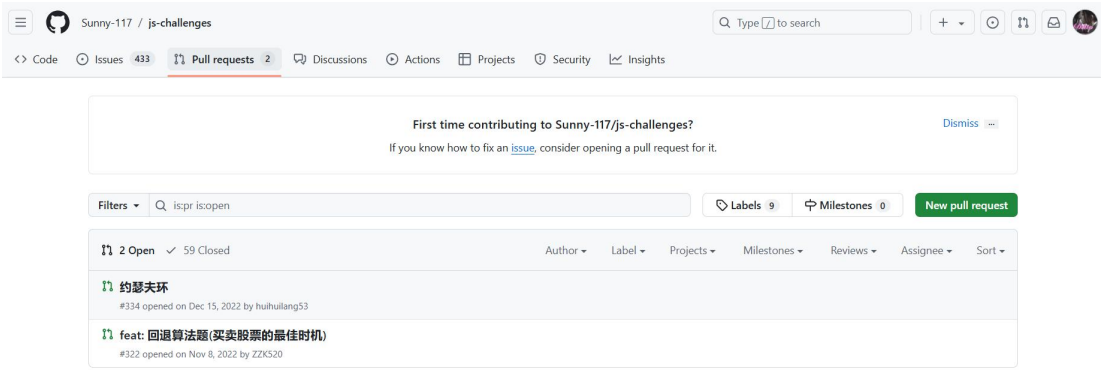 Sunny-117 / js-challenges
Type / to search
Code Issues 433 Pull requests 2 Discussions Actions Projects Security Insights
First time contributing to Sunny-117/js-challenges?
Dismiss
If you know how to fix an issue, consider opening a pull request for it.
Filters is:pr is:open Labels 9 Milestones 0 New pull request
2 Open 59 Closed Author Label Projects Milestones Reviews Assignee Sort
约瑟夫环
#334 opened on Dec 15, 2022 by huihuilang53
feat: 回退算法题(买卖股票的最佳时机)
#322 opened on Nov 8, 2022 by ZZK520